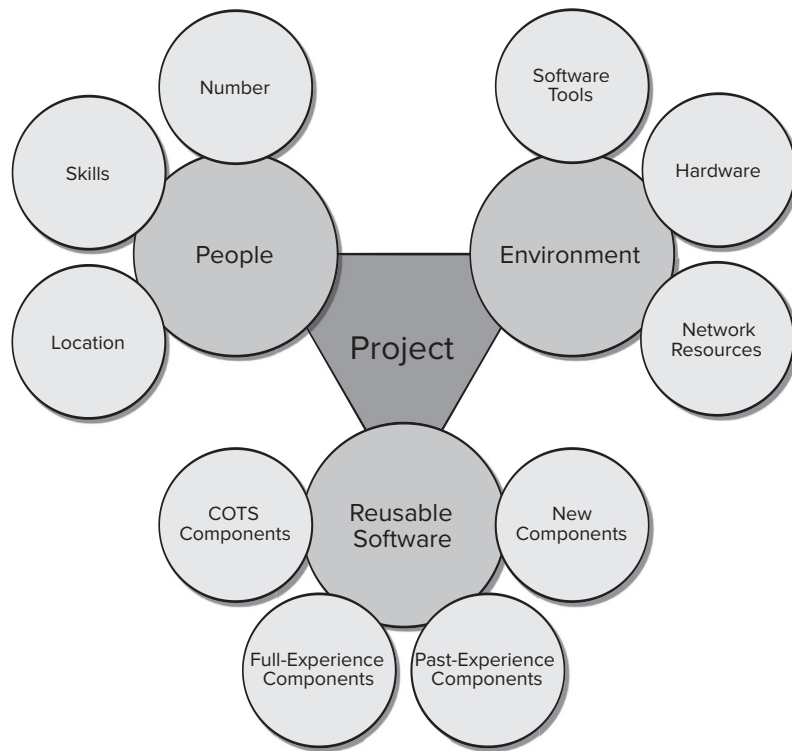 Number
Skills
Location
People
Software
Tools
Hardware
Network
Resources
Environment
Project
Reusable
Software
COTS
Components
New
Components
Full-Experience
Components
Past-Experience
Components